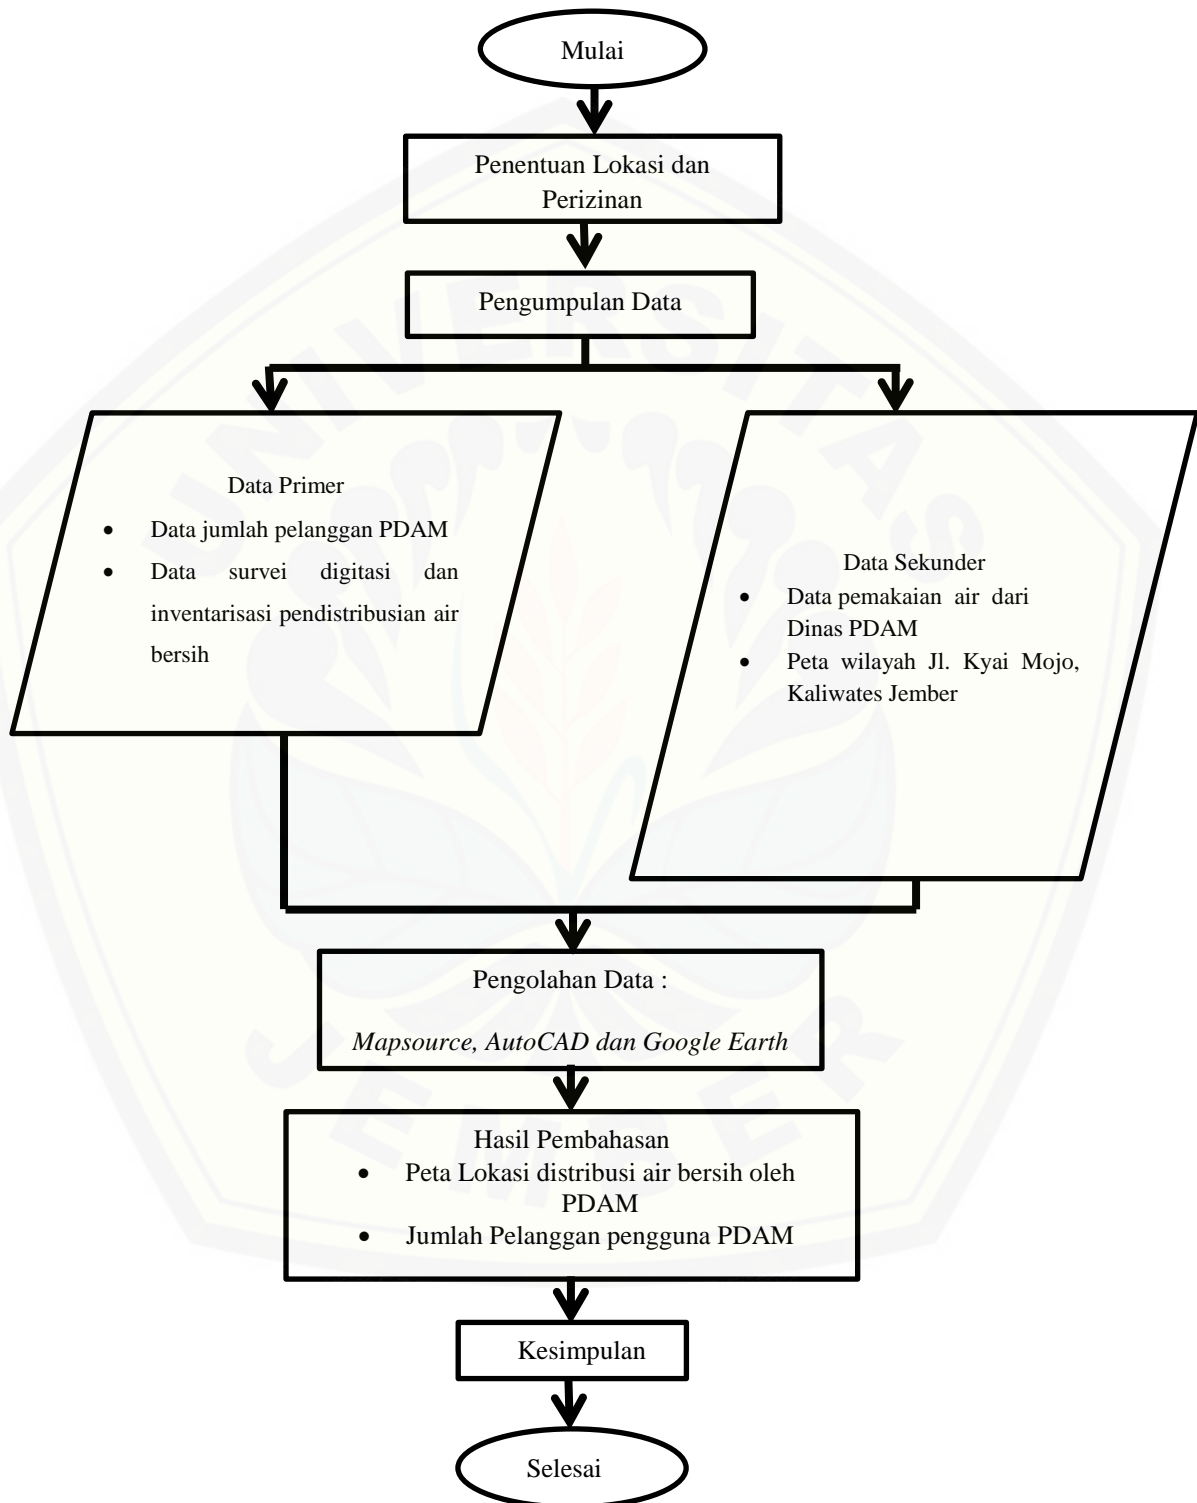 Mulai
Penentuan Lokasi dan
Perizinan
Pengumpulan Data
Data Primer
• Data jumlah pelanggan PDAM
• Data survei digitasi dan
inventarisasi pendistribusian air
bersih
Data Sekunder
• Data pemakaian air dari
Dinas PDAM
• Peta wilayah Jl. Kyai Mojo,
Kaliwates Jember
Pengolahan Data :
Mapsource, AutoCAD dan Google Earth
Hasil Pembahasan
• Peta Lokasi distribusi air bersih oleh
PDAM
• Jumlah Pelanggan pengguna PDAM
Kesimpulan
Selesai
UNIVERSITAS
JEMBER